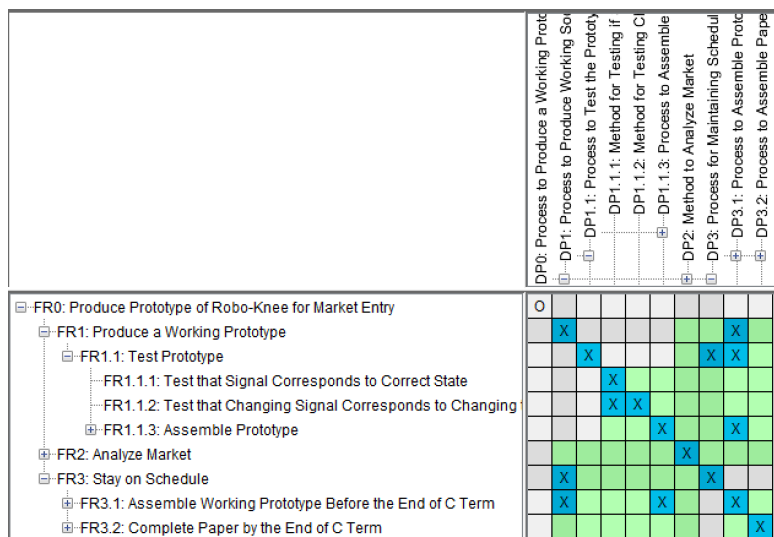 DP0: Process to Produce a Working Proto
DP1: Process to Produce Working Soc
DP1.1: Process to Test the Prototy
DP1.1.1: Method for Testing if
DP1.1.2: Method for Testing Cl
DP1.1.3: Process to Assemble
DP2: Method to Analyze Market
DP3: Process for Maintaining Schedul
DP3.1: Process to Assemble Proto
DP3.2: Process to Assemble Pape
FR0: Produce Prototype of Robo-Knee for Market Entry O
FR1: Produce a Working Prototype X X
FR1.1: Test Prototype X X X
FR1.1.1: Test that Signal Corresponds to Correct State X
FR1.1.2: Test that Changing Signal Corresponds to Changing X X
FR1.1.3: Assemble Prototype X X
FR2: Analyze Market X
FR3: Stay on Schedule X X
FR3.1: Assemble Working Prototype Before the End of C Term X X X
FR3.2: Complete Paper by the End of C Term X